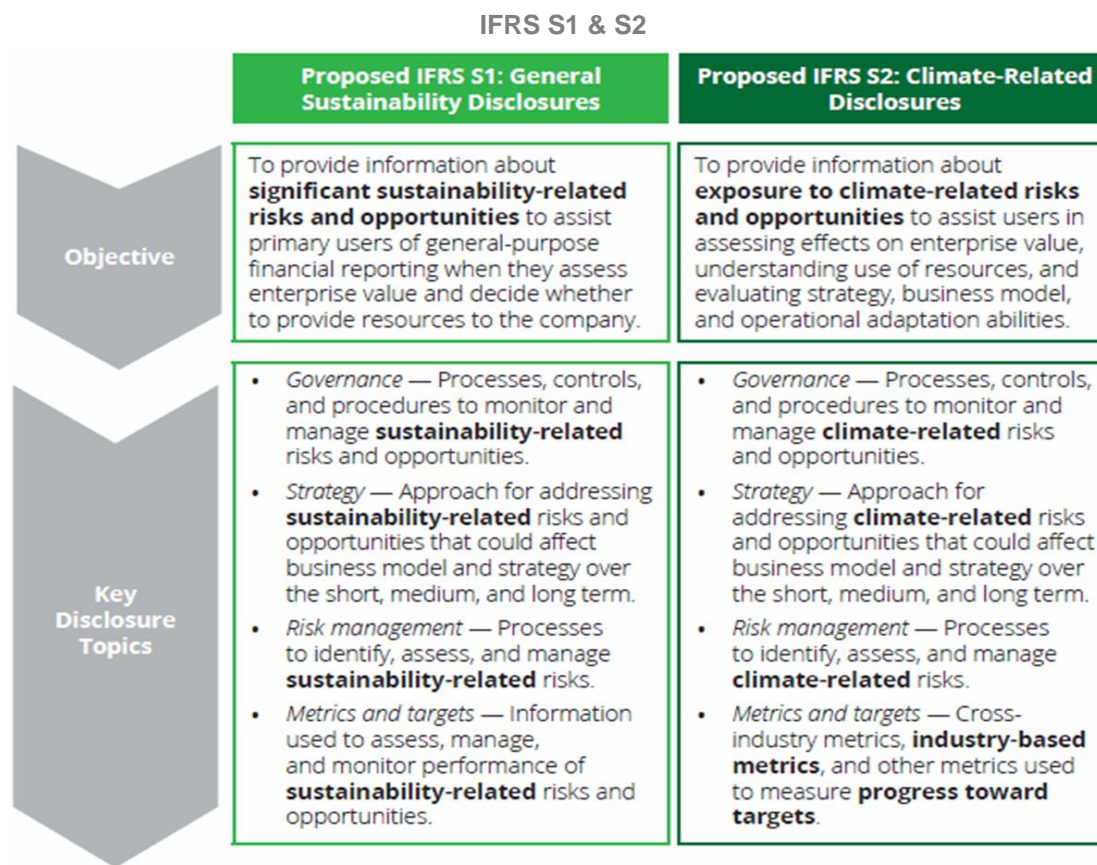 IFRS S1 & S2
Proposed IFRS S1: General
Sustainability Disclosures
Proposed IFRS S2: Climate-Related
Disclosures
Objective
To provide information about
significant sustainability-related
risks and opportunities to assist
primary users of general-purpose
financial reporting when they assess
enterprise value and decide whether
to provide resources to the company.
To provide information about
exposure to climate-related risks
and opportunities to assist users in
assessing effects on enterprise value,
understanding use of resources, and
evaluating strategy, business model,
and operational adaptation abilities.
Key
Disclosure
Topics
• Governance — Processes, controls,
and procedures to monitor and
manage sustainability-related
risks and opportunities.
• Strategy — Approach for addressing
sustainability-related risks and
opportunities that could affect
business model and strategy over
the short, medium, and long term.
• Risk management — Processes
to identify, assess, and manage
sustainability-related risks.
• Metrics and targets — Information
used to assess, manage,
and monitor performance of
sustainability-related risks and
opportunities.
• Governance — Processes, controls,
and procedures to monitor and
manage climate-related risks
and opportunities.
• Strategy — Approach for
addressing climate-related risks
and opportunities that could affect
business model and strategy over
the short, medium, and long term.
• Risk management — Processes
to identify, assess, and manage
climate-related risks.
• Metrics and targets — Cross-
industry metrics, industry-based
metrics, and other metrics used
to measure progress toward
targets.